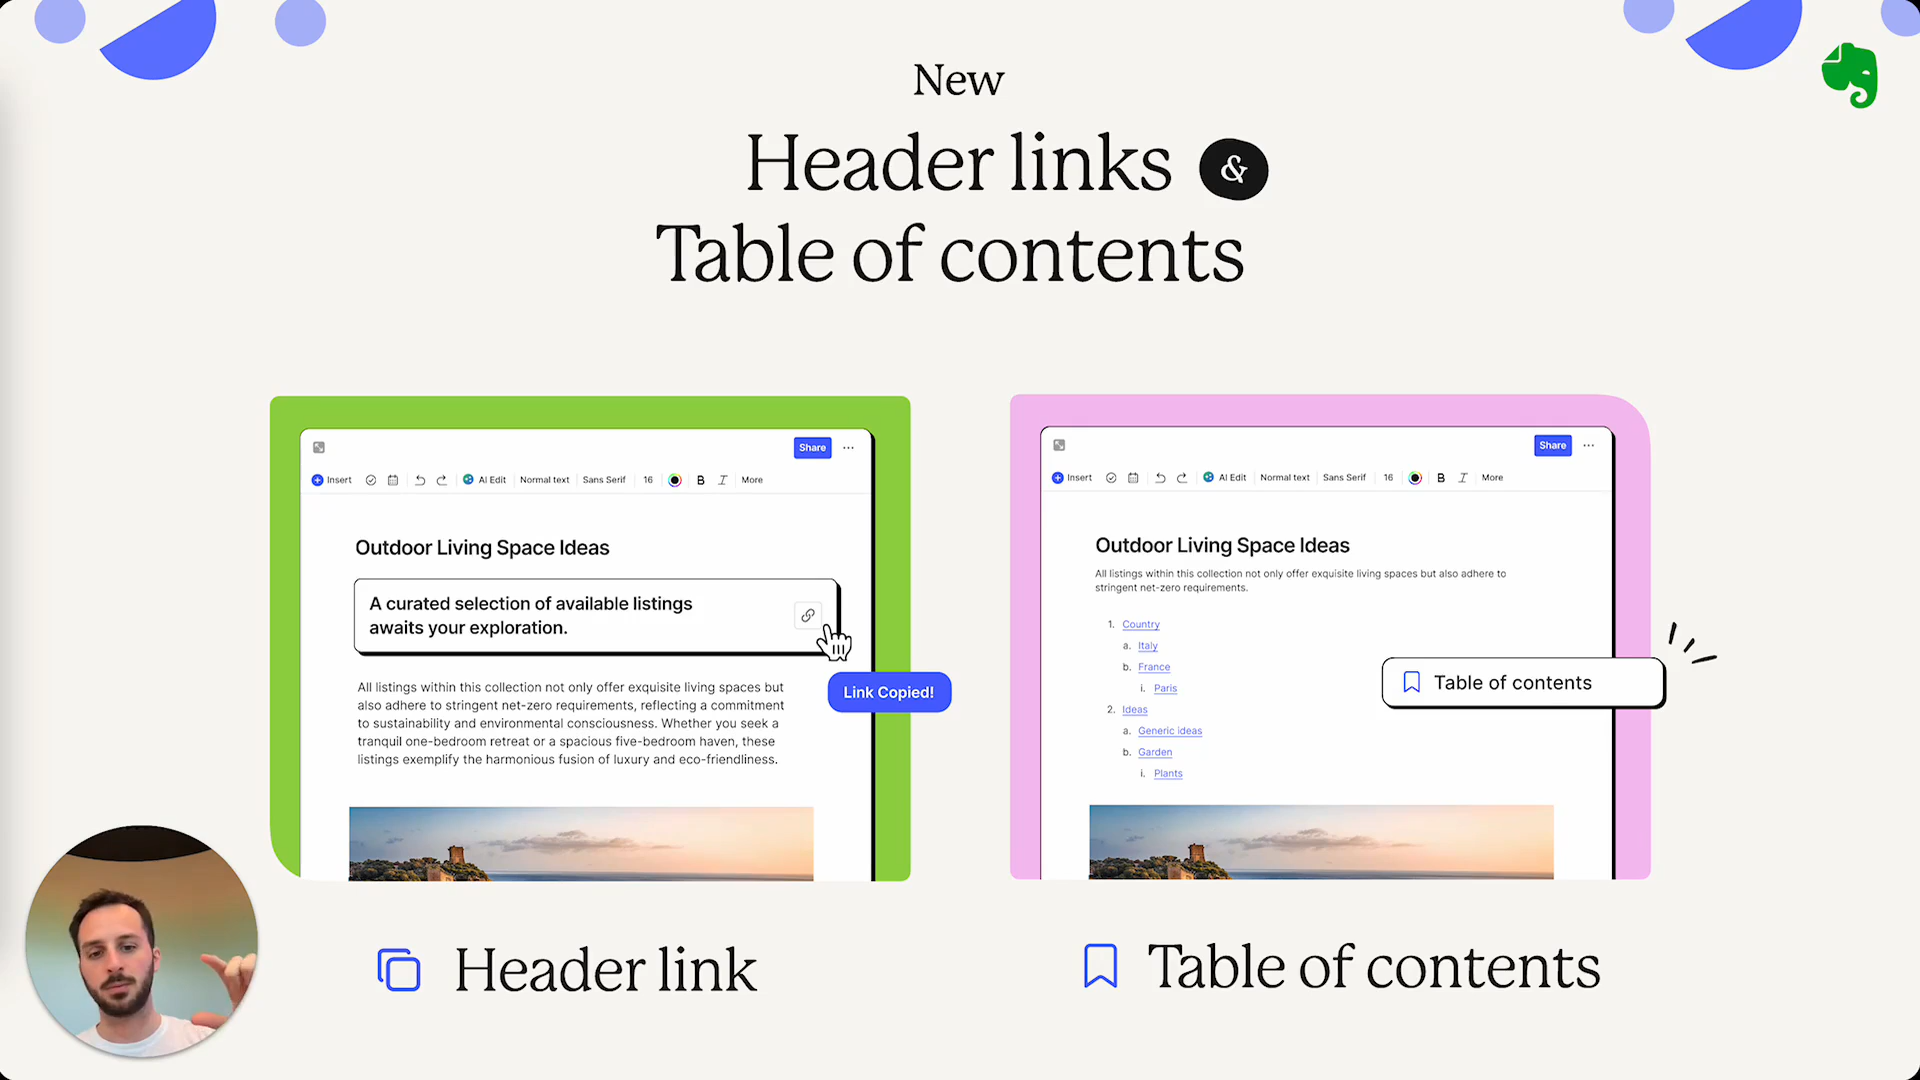 New
Header links &
Table of contents
Share
Insert
AI Edit
Normal text
Sans Serif
16
B
I
More
Outdoor Living Space Ideas
A curated selection of available listings
awaits your exploration.
Link Copied!
All listings within this collection not only offer exquisite living spaces but
also adhere to stringent net-zero requirements, reflecting a commitment
to sustainability and environmental consciousness. Whether you seek a
tranquil one-bedroom retreat or a spacious five-bedroom haven, these
listings exemplify the harmonious fusion of luxury and eco-friendliness.
Header link
Share
Insert
AI Edit
Normal text
Sans Serif
16
B
I
More
Outdoor Living Space Ideas
All listings within this collection not only offer exquisite living spaces but also adhere to
stringent net-zero requirements.
1. Country
a. Italy
b. France
i. Paris
2. Ideas
a. Generic ideas
b. Garden
i. Plants
Table of contents
Table of contents